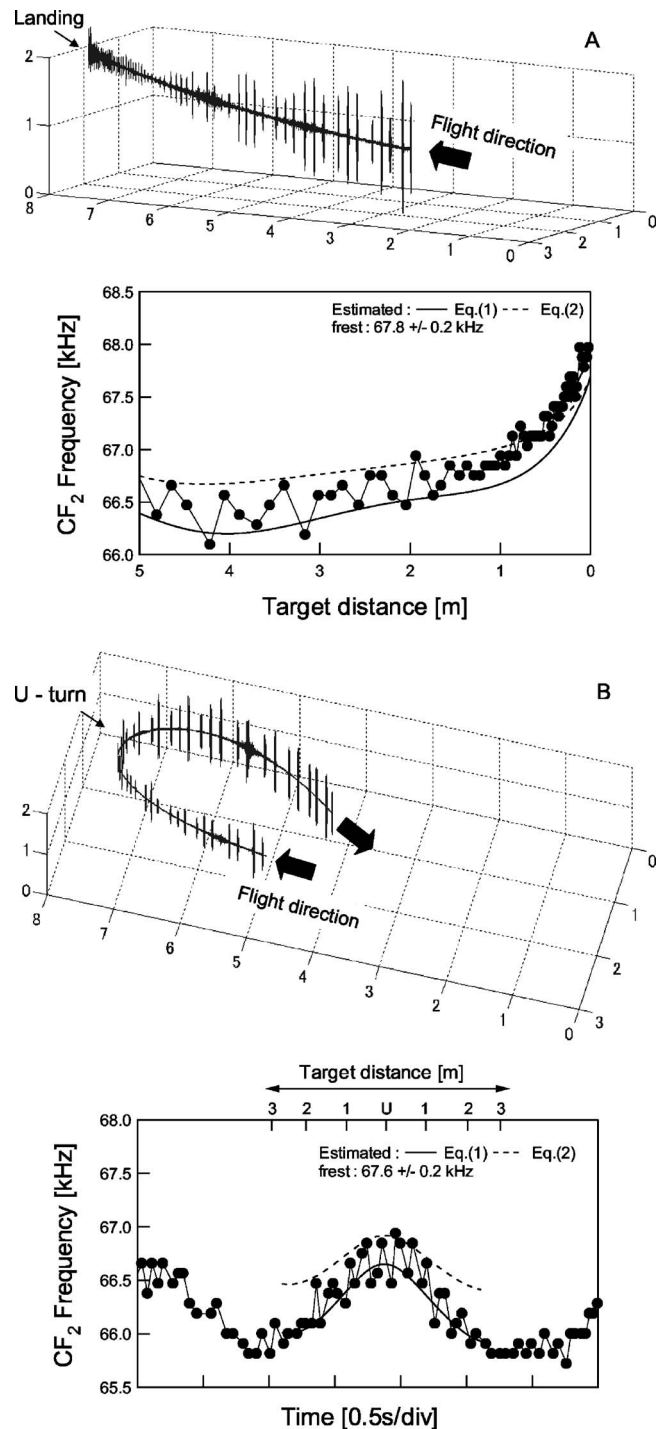 Landing
A
Flight direction
2
1
0
8
7
6
5
4
3
2
1
0
3
2
1
0
68.5
68.0
67.5
67.0
66.5
66.0
CF2 Frequency [kHz]
Estimated : Eq.(1) Eq.(2)
frest : 67.8 +/- 0.2 kHz
5 4 3 2 1 0
Target distance [m]
B
U - turn
Flight direction
2
1
0
8
7
6
5
4
3
2
1
0
3
2
1
0
Target distance [m]
3 2 1 U 1 2 3
68.0
67.5
67.0
66.5
66.0
65.5
CF2 Frequency [kHz]
Estimated : Eq.(1) Eq.(2)
frest : 67.6 +/- 0.2 kHz
Time [0.5s/div]